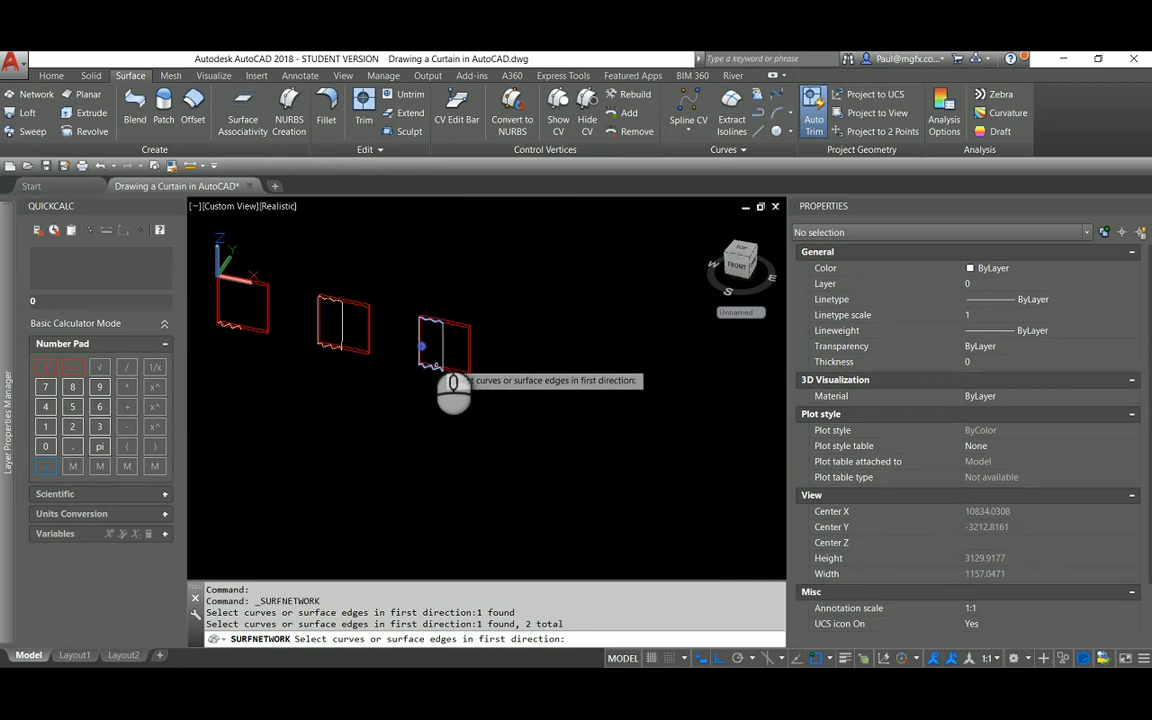 Autodesk AutoCAD 2018 - STUDENT VERSION Drawing a Curtain in AutoCAD.dwg
Type a keyword or phrase
Paul@mgfx.co...
Home Solid Surface Mesh Visualize Insert Annotate View Manage Output Add-ins A360 Express Tools Featured Apps BIM 360 River
Network Planar
Loft Extrude
Sweep Revolve
Blend Patch Offset
Surface Associativity
NURBS Creation
Fillet Trim
Untrim
Extend
Sculpt
CV Edit Bar
Convert to NURBS
Show CV
Hide CV
Rebuild
Add
Remove
Spline CV
Extract Isolines
Auto Trim
Project to UCS
Project to View
Project to 2 Points
Analysis Options
Zebra
Curvature
Draft
Create Edit Control Vertices Curves Project Geometry Analysis
Start Drawing a Curtain in AutoCAD*
Layer Properties Manager
QUICKCALC
0
Basic Calculator Mode
Number Pad
C √ / 1/x
7 8 9 * x^
4 5 6 + x^
1 2 3 - x^
0 . pi ( )
= M M M M
Scientific
Units Conversion
Variables
[−][Custom View][Realistic]
Z
Y
X
TOP
FRONT
W
S
E
Unnamed
curves or surface edges in first direction:
PROPERTIES
No selection
General
Color ByLayer
Layer 0
Linetype ByLayer
Linetype scale 1
Lineweight ByLayer
Transparency ByLayer
Thickness 0
3D Visualization
Material ByLayer
Plot style
Plot style ByColor
Plot style table None
Plot table attached to Model
Plot table type Not available
View
Center X 10834.0308
Center Y -3212.8161
Center Z
Height 3129.9177
Width 1157.0471
Misc
Annotation scale 1:1
UCS icon On Yes
Command:
Command: _SURFNETWORK
Select curves or surface edges in first direction:1 found
Select curves or surface edges in first direction:1 found, 2 total
SURFNETWORK Select curves or surface edges in first direction:
Model Layout1 Layout2 +
MODEL 1:1